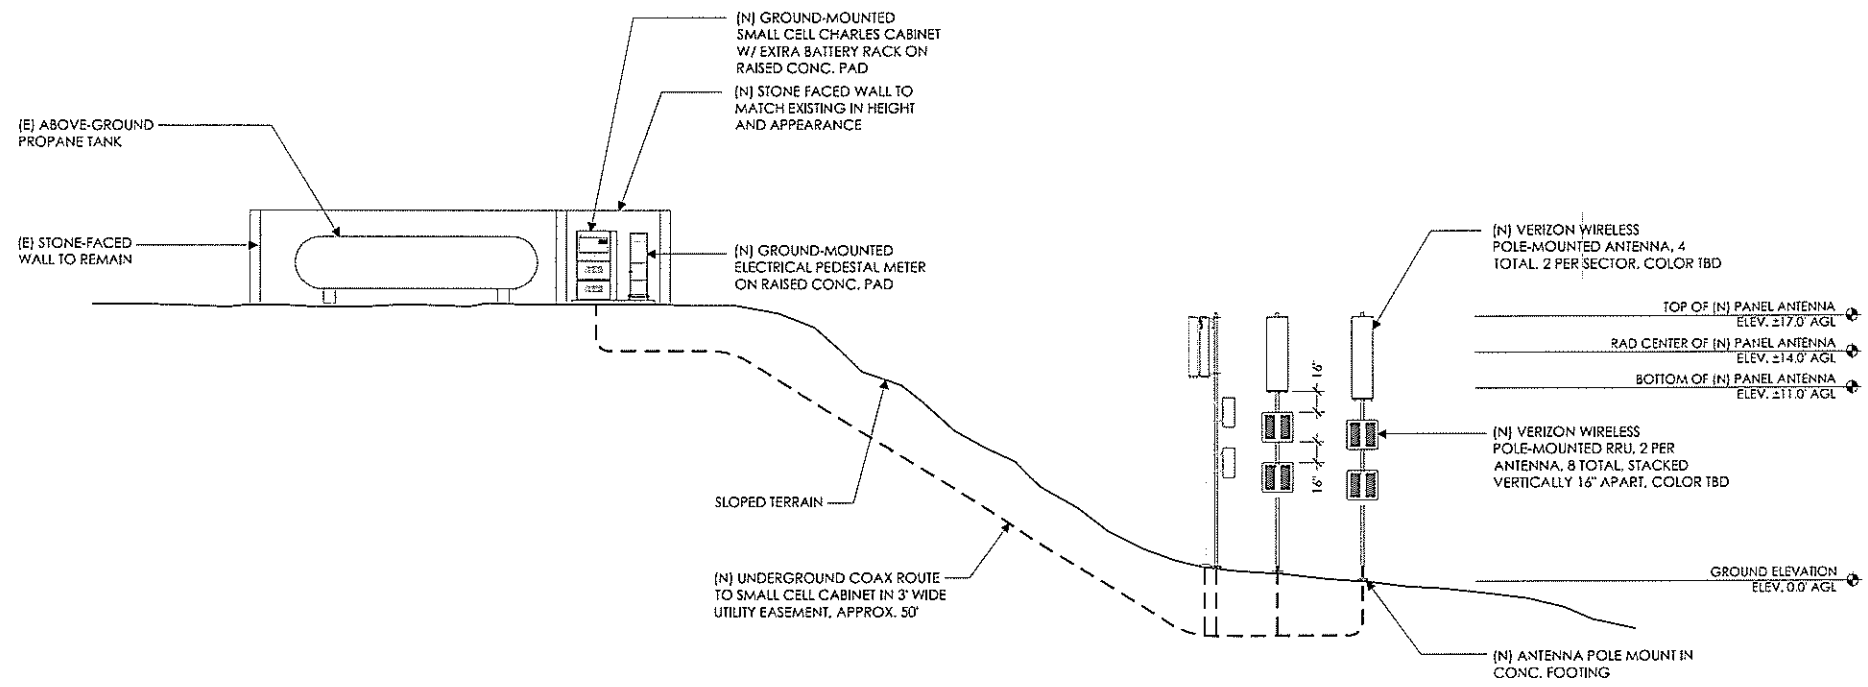 (N) GROUND-MOUNTED
SMALL CELL CHARLES CABINET
W/ EXTRA BATTERY RACK ON
RAISED CONC. PAD
(N) STONE FACED WALL TO
MATCH EXISTING IN HEIGHT
AND APPEARANCE
(E) ABOVE-GROUND
PROPANE TANK
(E) STONE-FACED
WALL TO REMAIN
(N) GROUND-MOUNTED
ELECTRICAL PEDESTAL METER
ON RAISED CONC. PAD
(N) VERIZON WIRELESS
POLE-MOUNTED ANTENNA, 4
TOTAL, 2 PER SECTOR, COLOR TBD
TOP OF (N) PANEL ANTENNA
ELEV. ±17.0' AGL
RAD CENTER OF (N) PANEL ANTENNA
ELEV. ±14.0' AGL
BOTTOM OF (N) PANEL ANTENNA
ELEV. ±11.0' AGL
16"
16"
(N) VERIZON WIRELESS
POLE-MOUNTED RRU, 2 PER
ANTENNA, 8 TOTAL, STACKED
VERTICALLY 16" APART, COLOR TBD
SLOPED TERRAIN
(N) UNDERGROUND COAX ROUTE
TO SMALL CELL CABINET IN 3' WIDE
UTILITY EASEMENT, APPROX. 50'
GROUND ELEVATION
ELEV. 0.0' AGL
(N) ANTENNA POLE MOUNT IN
CONC. FOOTING